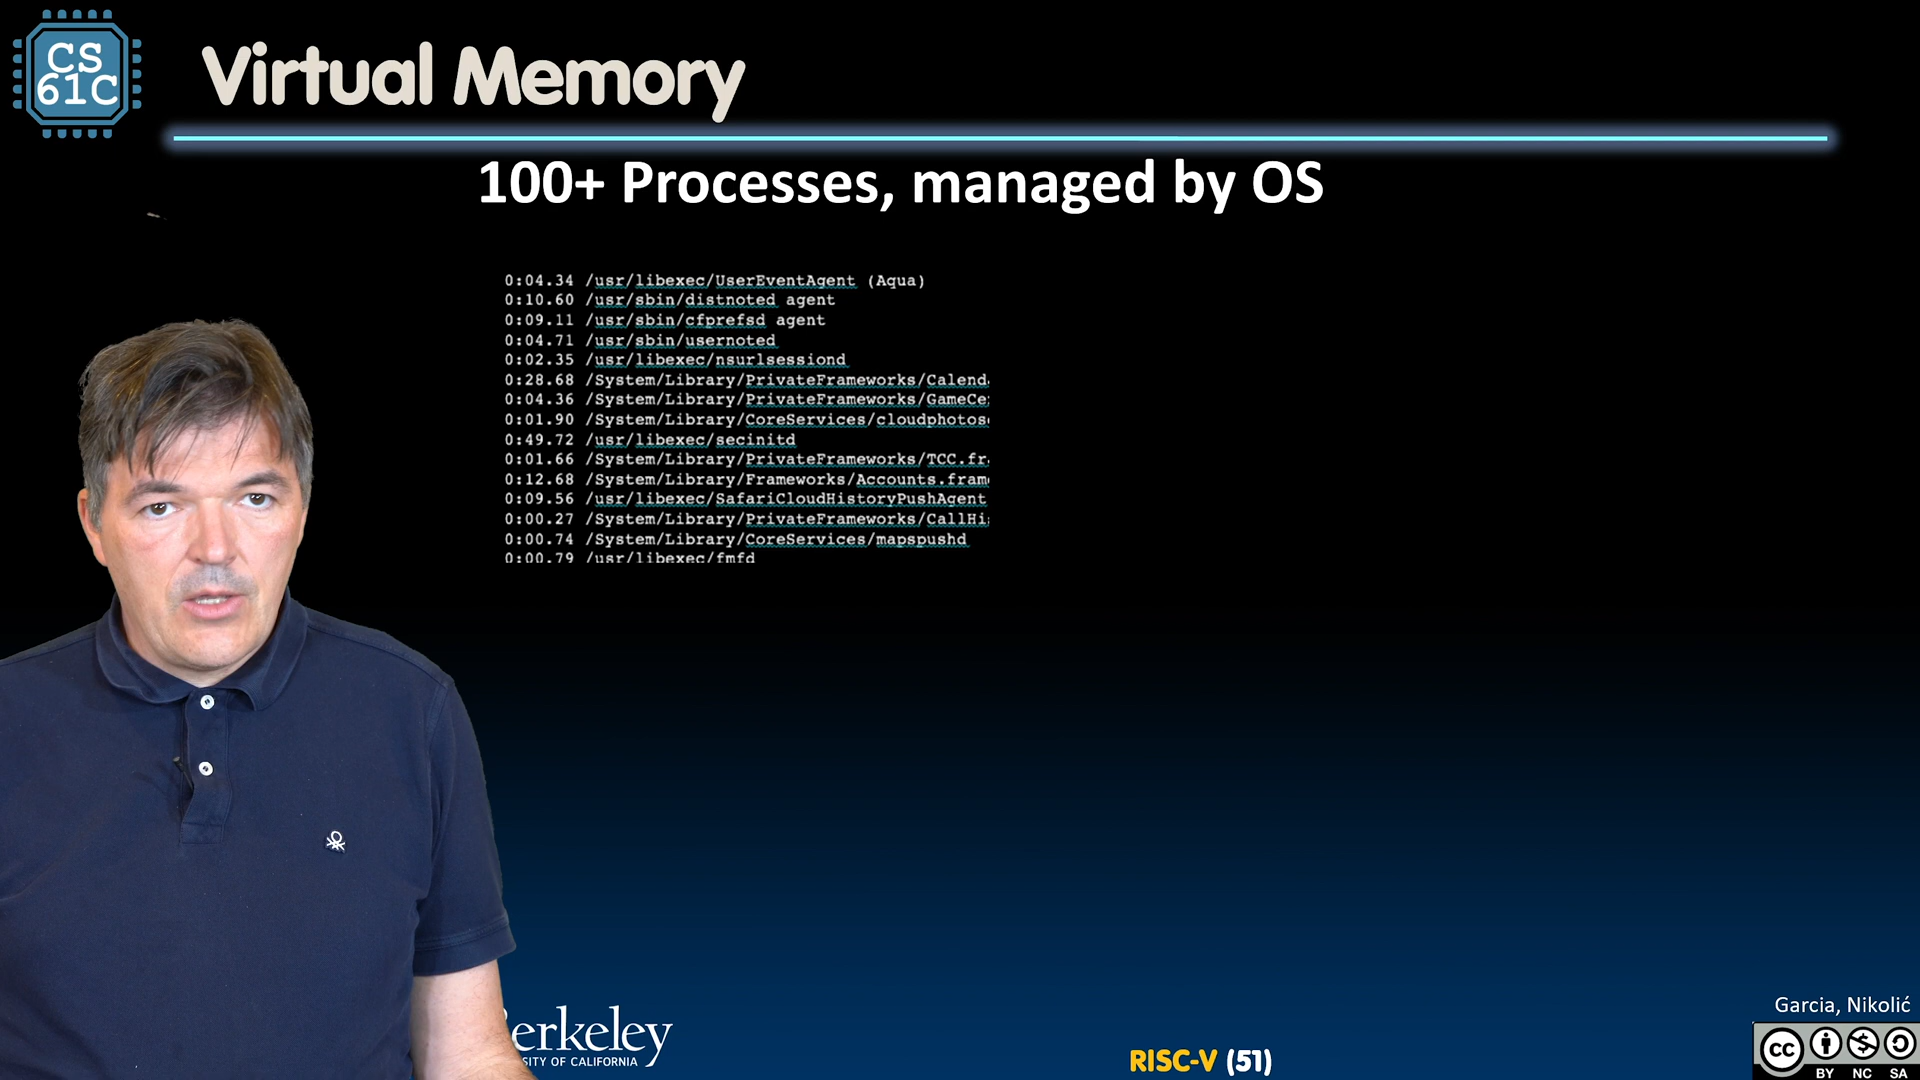 CS
61C
Virtual Memory
100+ Processes, managed by OS
0:04.34 /usr/libexec/UserEventAgent (Aqua)
0:10.60 /usr/sbin/distnoted agent
0:09.11 /usr/sbin/cfprefsd agent
0:04.71 /usr/sbin/usernoted
0:02.35 /usr/libexec/nsurlsessiond
0:28.68 /System/Library/PrivateFrameworks/Calend
0:04.36 /System/Library/PrivateFrameworks/GameCe
0:01.90 /System/Library/CoreServices/cloudphotos
0:49.72 /usr/libexec/secinitd
0:01.66 /System/Library/PrivateFrameworks/TCC.fr
0:12.68 /System/Library/Frameworks/Accounts.fram
0:09.56 /usr/libexec/SafariCloudHistoryPushAgent
0:00.27 /System/Library/PrivateFrameworks/CallHi
0:00.74 /System/Library/CoreServices/mapspushd
0:00.79 /usr/libexec/fmfd
erkeley
SITY OF CALIFORNIA
RISC-V (51)
Garcia, Nikolić
cc
BY NC SA